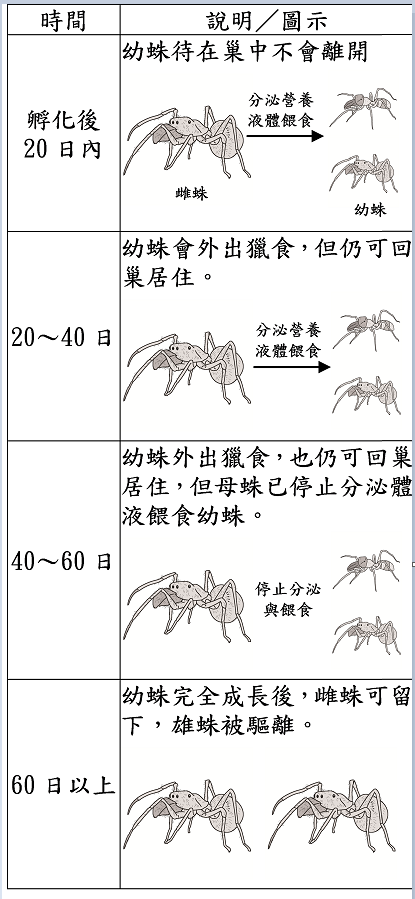 時間
說明／圖示
孵化後
20 日內
幼蛛待在巢中不會離開
分泌營養
液體餵食
雌蛛
幼蛛
20～40 日
幼蛛會外出獵食，但仍可回
巢居住。
分泌營養
液體餵食
40～60 日
幼蛛外出獵食，也仍可回巢
居住，但母蛛已停止分泌體
液餵食幼蛛。
停止分泌
與餵食
60 日以上
幼蛛完全成長後，雌蛛可留
下，雄蛛被驅離。